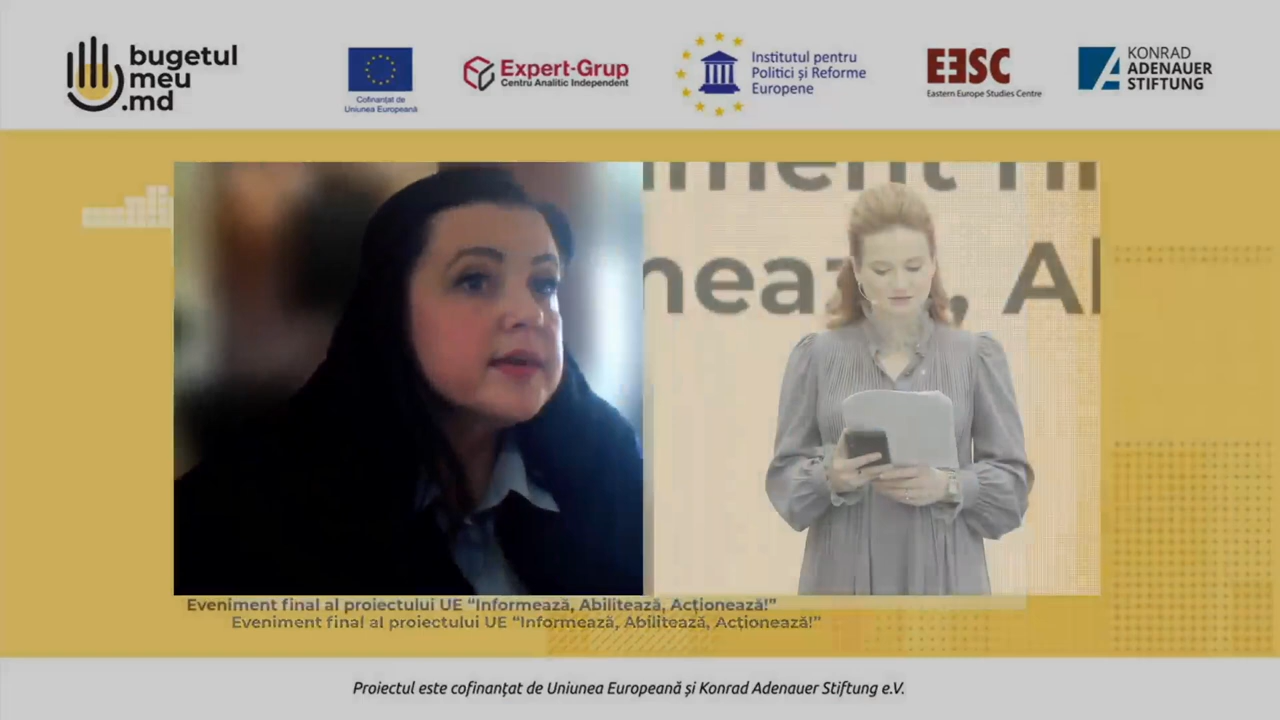 bugetul
meu
.md
Cofinanțat de
Uniunea Europeană
Expert-Grup
Centru Analitic Independent
Institutul pentru
Politici și Reforme
Europene
EESC
Eastern Europe Studies Centre
KONRAD
ADENAUER
STIFTUNG
Eveniment final al proiectului UE “Informează, Abilitează, Acționează!”
Eveniment final al proiectului UE “Informează, Abilitează, Acționează!”
Proiectul este cofinanțat de Uniunea Europeană și Konrad Adenauer Stiftung e.V.